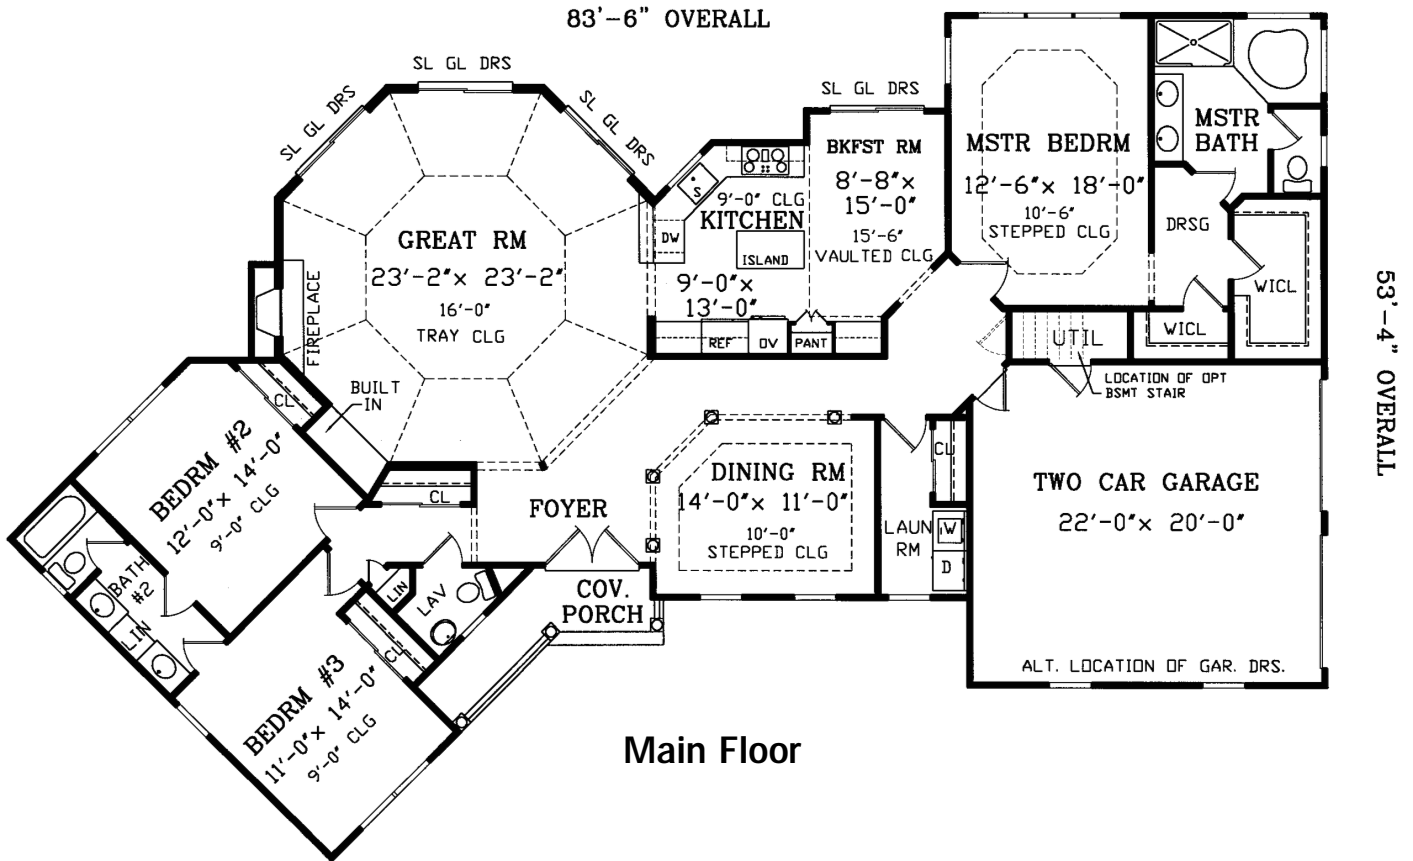 83'-6" OVERALL
SL GL DRS
SL GL DRS
SL GL DRS
SL GL DRS
GREAT RM
23'-2"x 23'-2"
16'-0"
TRAY CLG
FIREPLACE
BUILT
IN
S
DW
9'-0" CLG
KITCHEN
ISLAND
9'-0"x
13'-0"
REF
OV
PANT
BKFST RM
8'-8"x
15'-0"
15'-6"
VAULTED CLG
MSTR BEDRM
12'-6"x 18'-0"
10'-6"
STEPPED CLG
MSTR
BATH
DRSG
WICL
WICL
UTIL
LOCATION OF OPT
BSMT STAIR
53'-4" OVERALL
CL
BEDRM #2
12'-0"x 14'-0"
9'-0" CLG
CL
FOYER
DINING RM
14'-0"x 11'-0"
10'-0"
STEPPED CLG
CL
LAUN
RM
W
D
TWO CAR GARAGE
22'-0"x 20'-0"
ALT. LOCATION OF GAR. DRS.
BATH
#2
LIN
LIN
LAV
COV.
PORCH
CL
BEDRM #3
11'-0"x 14'-0"
9'-0" CLG
Main Floor